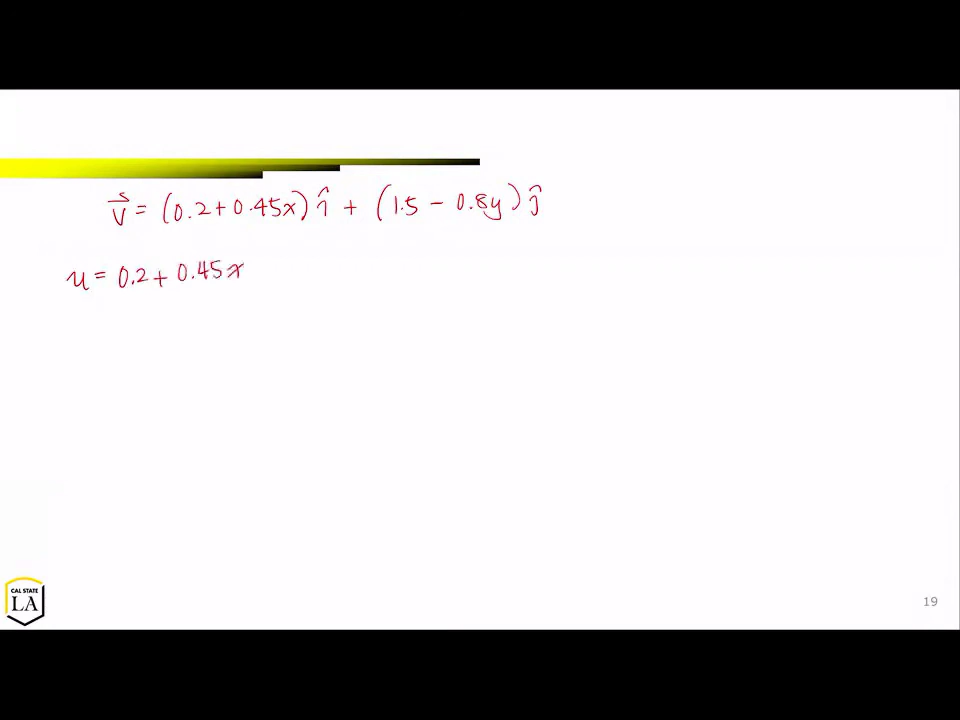 V⃗ = (0.2 + 0.45x) î + (1.5 − 0.8y) ĵ
u = 0.2 + 0.45x
CAL STATE
LA
19